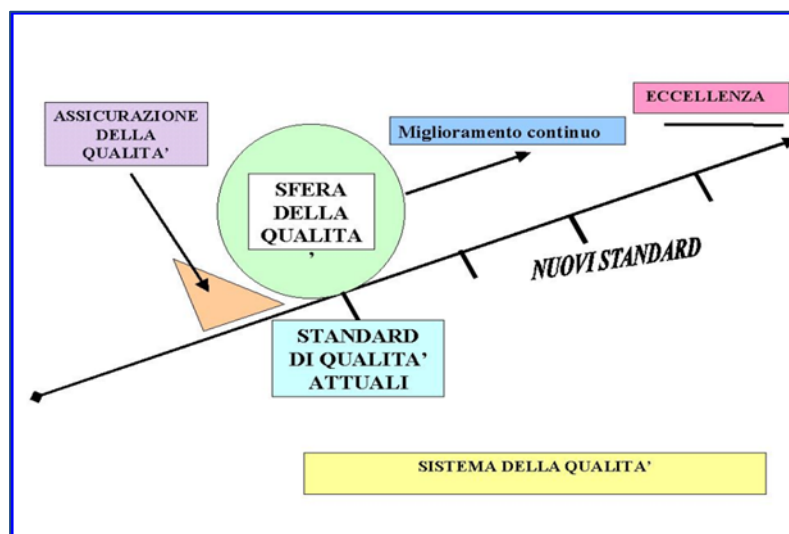 ECCELLENZA
ASSICURAZIONE
DELLA
QUALITA'
Miglioramento continuo
SFERA
DELLA
QUALITA
'
NUOVI STANDARD
STANDARD
DI QUALITA'
ATTUALI
SISTEMA DELLA QUALITA'